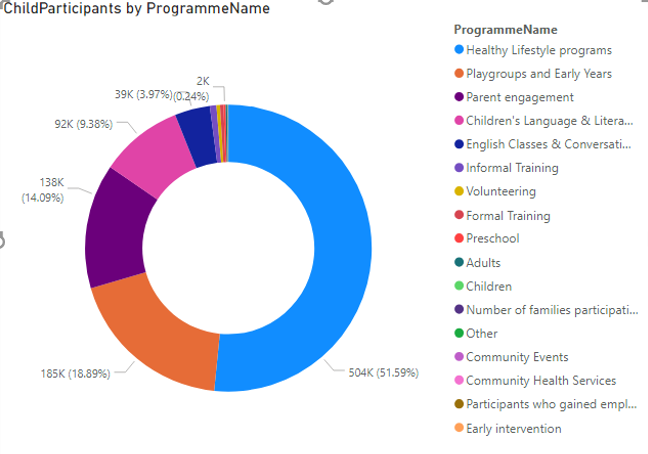 ChildParticipants by ProgrammeName
ProgrammeName
Healthy Lifestyle programs
Playgroups and Early Years
Parent engagement
Children's Language & Litera...
English Classes & Conversati...
Informal Training
Volunteering
Formal Training
Preschool
Adults
Children
Number of families participati...
Other
Community Events
Community Health Services
Participants who gained empl...
Early intervention
2K
(0.24%)
39K (3.97%)
92K (9.38%)
138K
(14.09%)
185K (18.89%)
504K (51.59%)